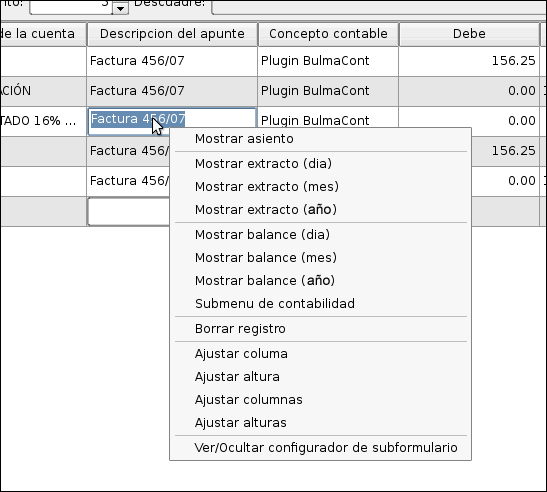 Descuadre:
de la cuenta Descripcion del apunte Concepto contable Debe
Factura 456/07 Plugin BulmaCont 156.25
ACIÓN Factura 456/07 Plugin BulmaCont 0.00
TADO 16% ... Factura 456/07 Plugin BulmaCont 0.00
Factura 456/ 156.25
Factura 456/ 0.00
Mostrar asiento
Mostrar extracto (dia)
Mostrar extracto (mes)
Mostrar extracto (año)
Mostrar balance (dia)
Mostrar balance (mes)
Mostrar balance (año)
Submenu de contabilidad
Borrar registro
Ajustar columa
Ajustar altura
Ajustar columnas
Ajustar alturas
Ver/Ocultar configurador de subformulario